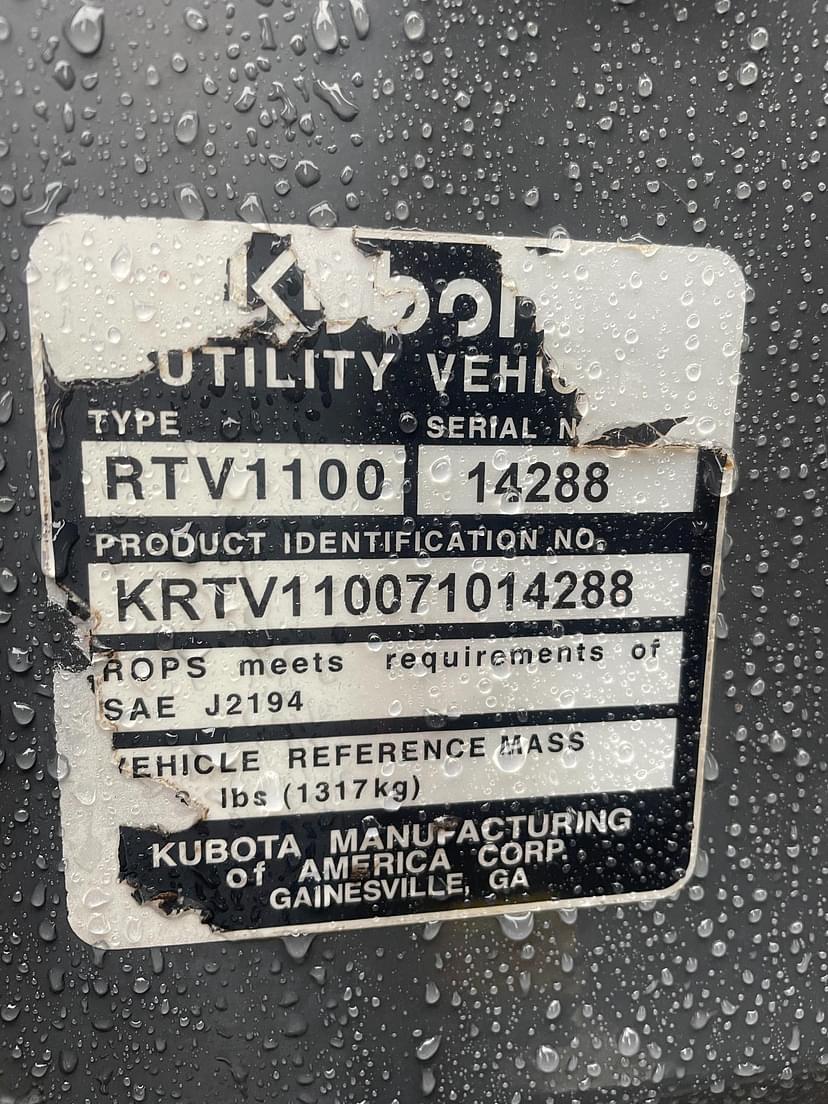 UTILITY VEHIC
TYPE
SERIAL N
RTV1100
14288
PRODUCT IDENTIFICATION NO.
KRTV110071014288
ROPS meets requirements of
SAE J2194
EHICLE REFERENCE MASS
lbs (1317kg)
KUBOTA MANUFACTURING
of AMERICA CORP.
GAINESVILLE, GA